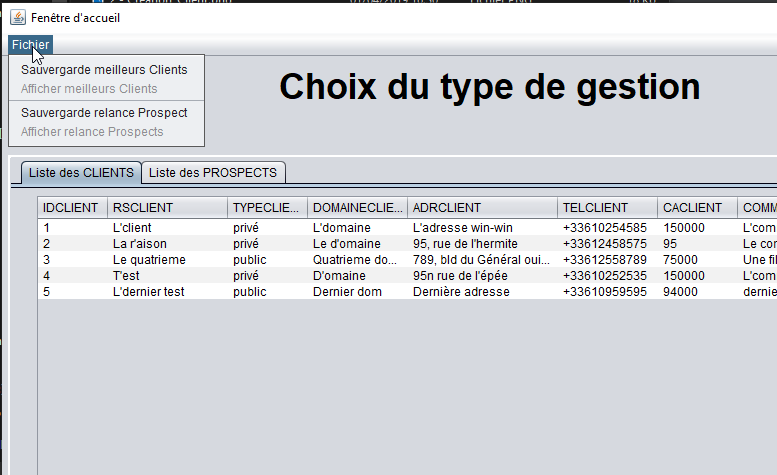 Fenêtre d'accueil
Fichier
Sauvergarde meilleurs Clients
Afficher meilleurs Clients
Sauvergarde relance Prospect
Afficher relance Prospects
Choix du type de gestion
Liste des CLIENTS Liste des PROSPECTS
IDCLIENT RSCLIENT TYPECLIE... DOMAINECLIE... ADRCLIENT TELCLIENT CACLIENT COMM
1 L'client privé L'domaine L'adresse win-win +33610254585 150000 L'com
2 La r'aison privé Le d'omaine 95, rue de l'hermite +33612458575 95 Le con
3 Le quatrieme public Quatrieme do... 789, bld du Général oui... +33612558789 75000 Une fil
4 T'est privé D'omaine 95n rue de l'épée +33610252535 150000 L'com
5 L'dernier test public Dernier dom Dernière adresse +33610959595 94000 dernie